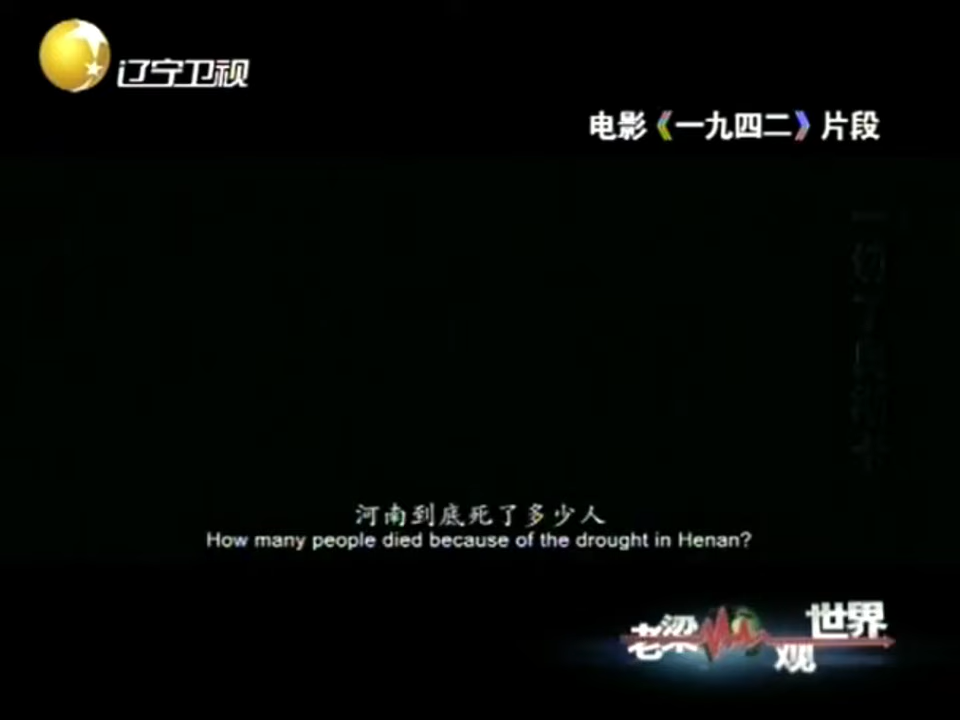 辽宁卫视
电影《一九四二》片段
河南到底死了多少人
How many people died because of the drought in Henan?
老梁观世界